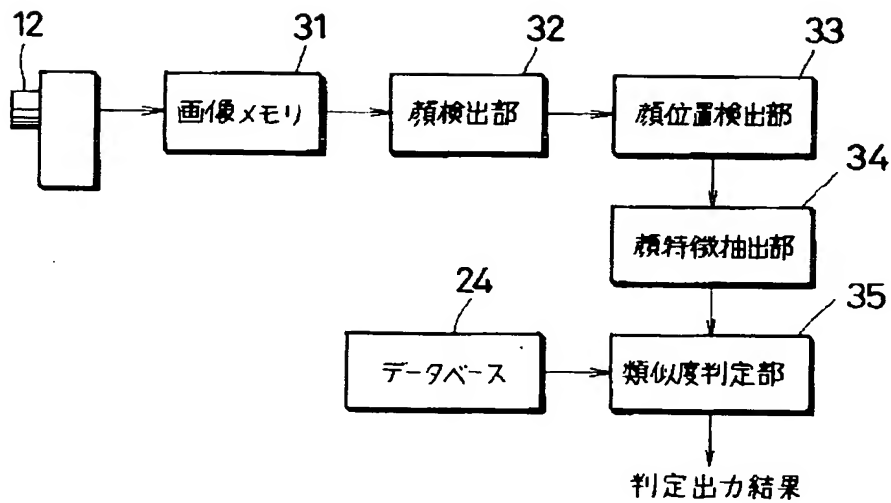 12
31
32
33
画像メモリ
顔検出部
顔位置検出部
34
顔特徴抽出部
24
35
データベース
類似度判定部
判定出力結果